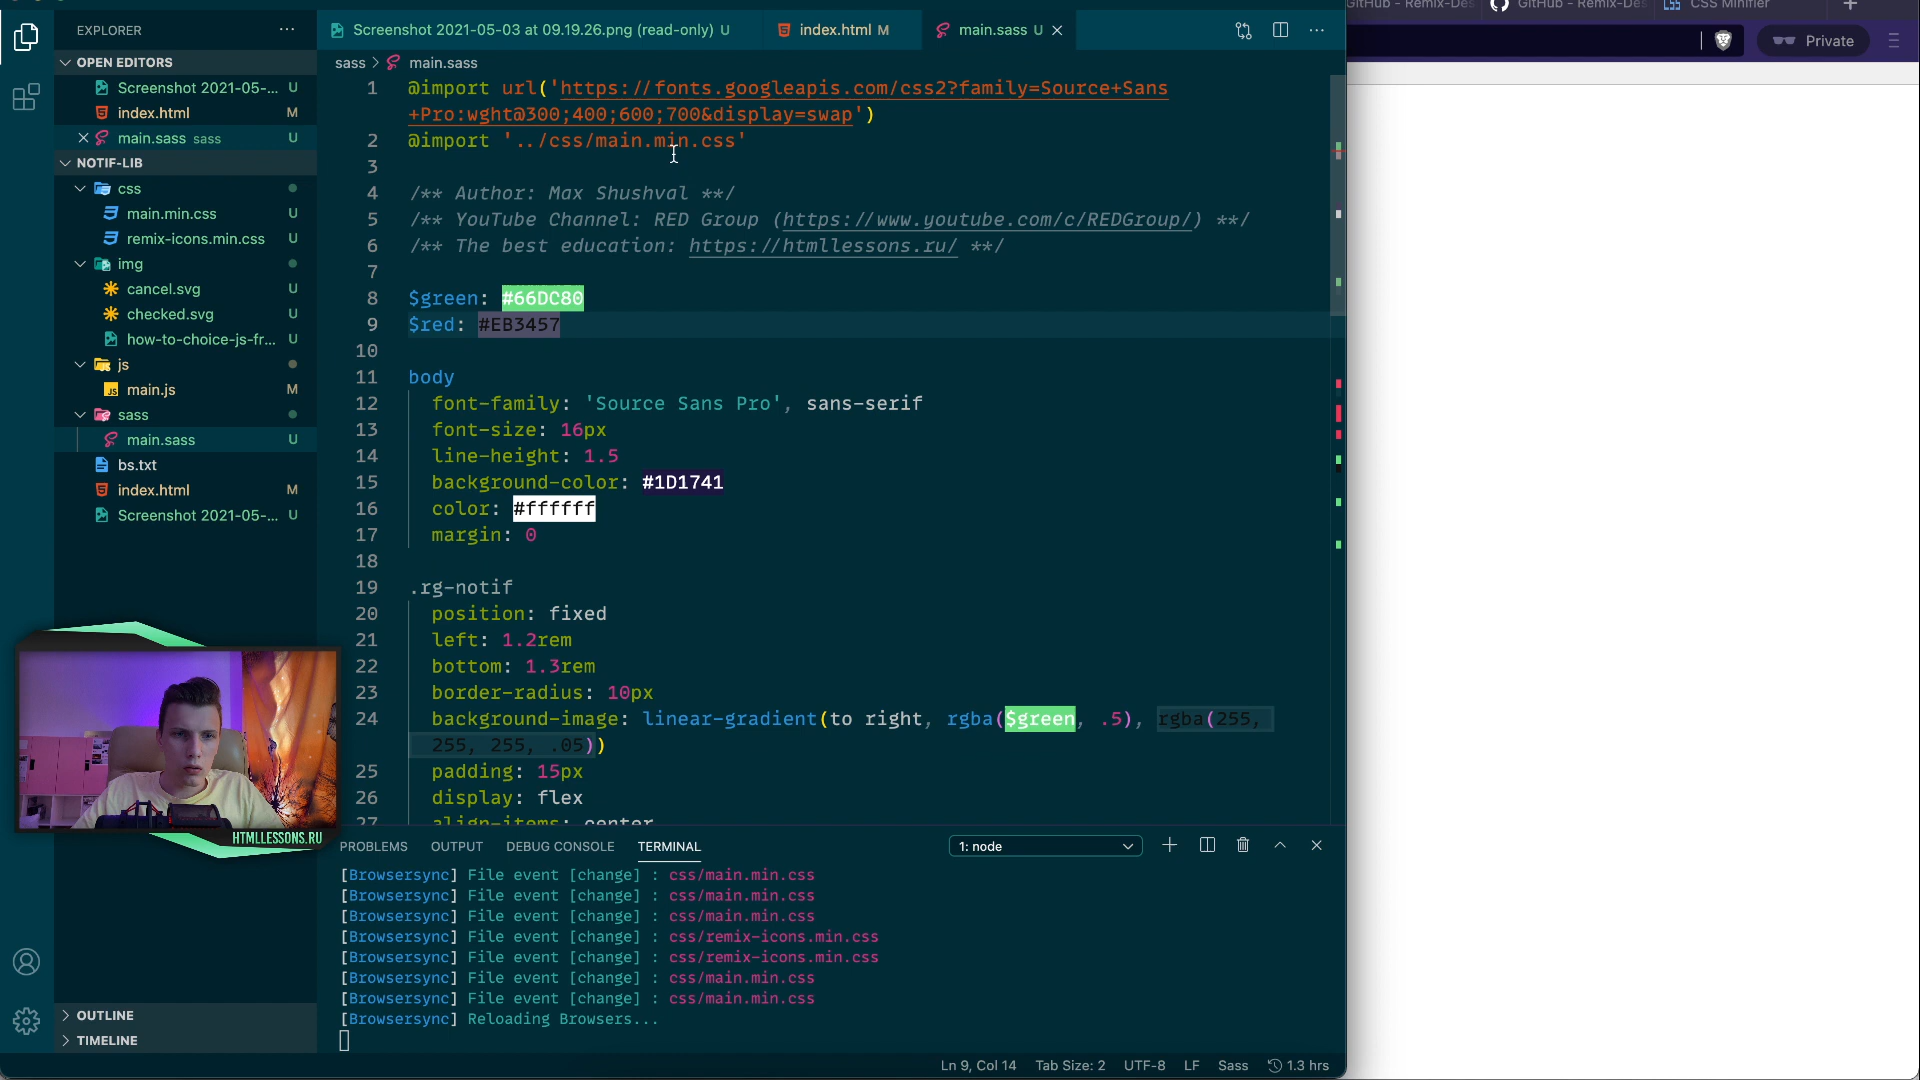 EXPLORER
OPEN EDITORS
Screenshot 2021-05-... U
index.html M
main.sass sass U
NOTIF-LIB
css
main.min.css U
remix-icons.min.css U
img
cancel.svg U
checked.svg U
how-to-choice-js-fr... U
js
main.js M
sass
main.sass U
bs.txt
index.html M
Screenshot 2021-05-... U
OUTLINE
TIMELINE
Screenshot 2021-05-03 at 09.19.26.png (read-only) U
index.html M
main.sass U
sass > main.sass
1 @import url('https://fonts.googleapis.com/css2?family=Source+Sans
+Pro:wght@300;400;600;700&display=swap')
2 @import '../css/main.min.css'
3
4 /** Author: Max Shushval **/
5 /** YouTube Channel: RED Group (https://www.youtube.com/c/REDGroup/) **/
6 /** The best education: https://htmllessons.ru/ **/
7
8 $green: #66DC80
9 $red: #EB3457
10
11 body
12 font-family: 'Source Sans Pro', sans-serif
13 font-size: 16px
14 line-height: 1.5
15 background-color: #1D1741
16 color: #ffffff
17 margin: 0
18
19 .rg-notif
20 position: fixed
21 left: 1.2rem
22 bottom: 1.3rem
23 border-radius: 10px
24 background-image: linear-gradient(to right, rgba($green, .5), rgba(255,
255, 255, .05))
25 padding: 15px
26 display: flex
27 align-items: center
PROBLEMS OUTPUT DEBUG CONSOLE TERMINAL
1: node
[Browsersync] File event [change] : css/main.min.css
[Browsersync] File event [change] : css/main.min.css
[Browsersync] File event [change] : css/main.min.css
[Browsersync] File event [change] : css/remix-icons.min.css
[Browsersync] File event [change] : css/remix-icons.min.css
[Browsersync] File event [change] : css/main.min.css
[Browsersync] File event [change] : css/main.min.css
[Browsersync] Reloading Browsers...
Ln 9, Col 14 Tab Size: 2 UTF-8 LF Sass 1.3 hrs
HTMLLESSONS.RU
GitHub - Remix-Des
GitHub - Remix-Des
CSS Minifier
Private